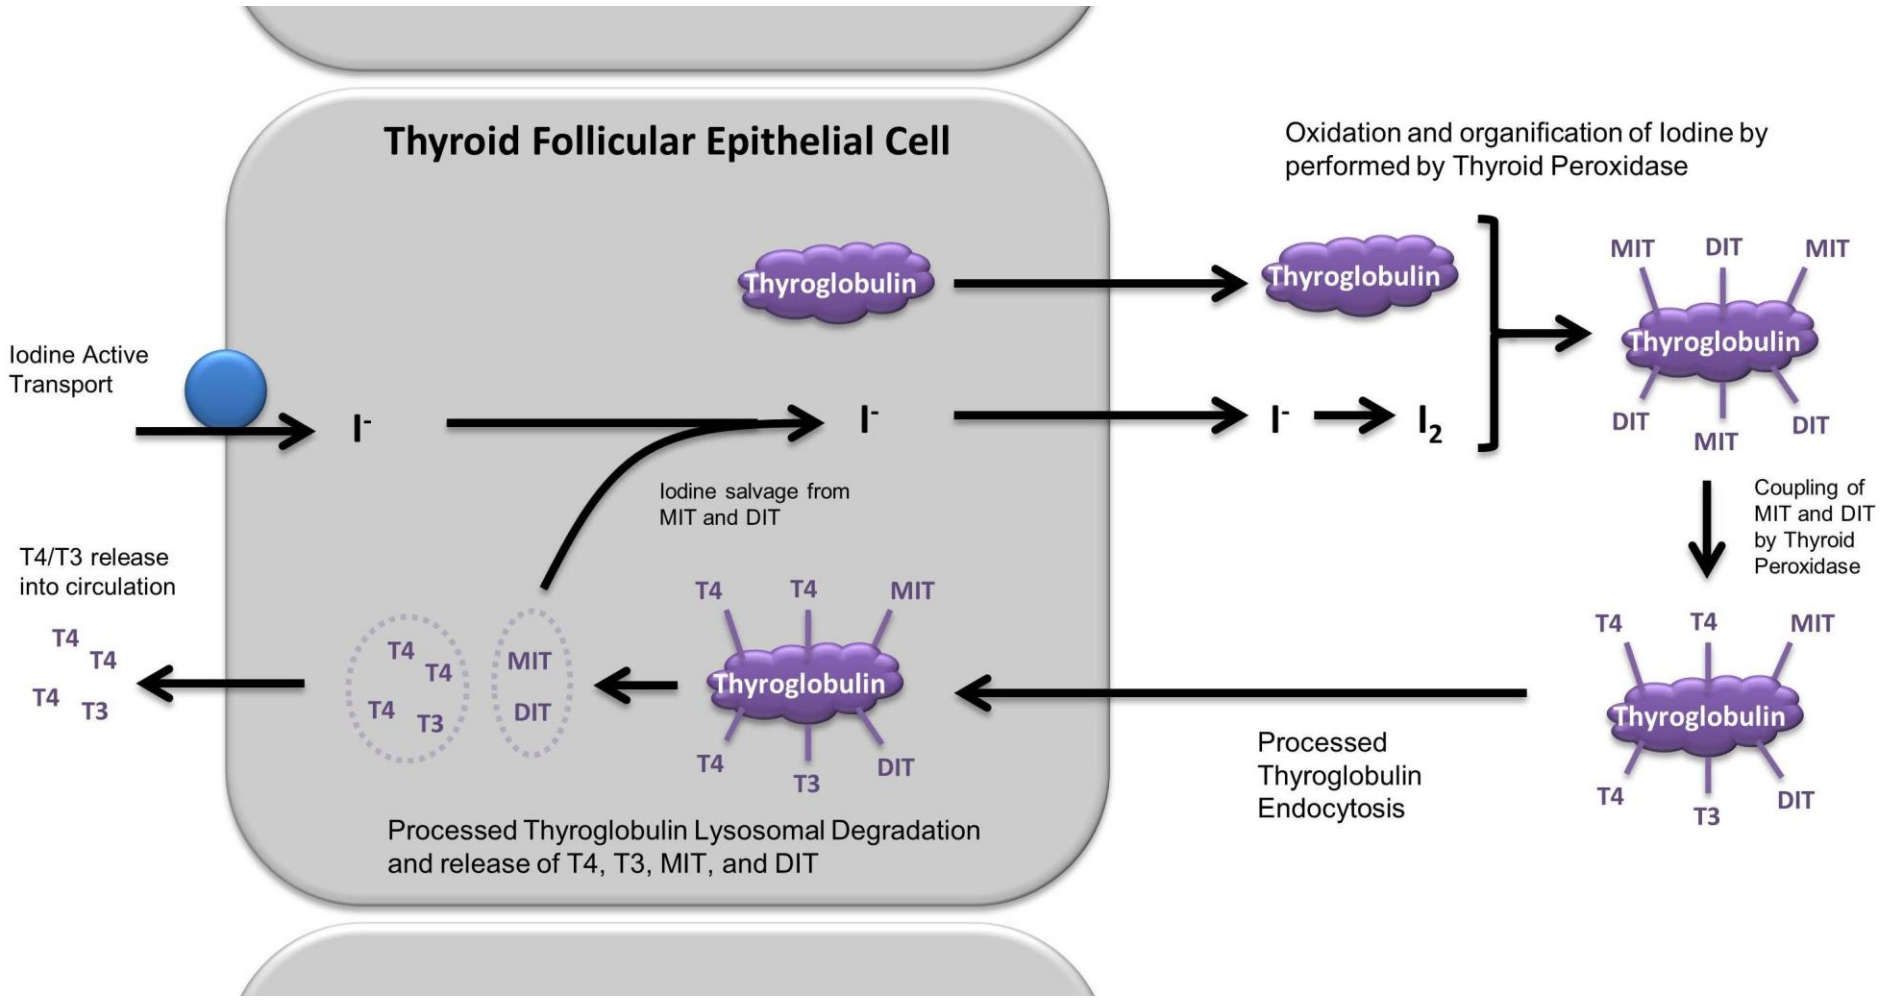 Thyroid Follicular Epithelial Cell
Oxidation and organification of Iodine by
performed by Thyroid Peroxidase
Thyroglobulin
Thyroglobulin
MIT
DIT
MIT
Thyroglobulin
DIT
MIT
DIT
Iodine Active
Transport
I-
I-
I-
I2
Iodine salvage from
MIT and DIT
Coupling of
MIT and DIT
by Thyroid
Peroxidase
T4/T3 release
into circulation
T4
T4
T4
T3
T4
T4
T4
T3
MIT
DIT
T4
T4
MIT
Thyroglobulin
T4
T3
DIT
T4
T4
MIT
Thyroglobulin
T4
T3
DIT
Processed
Thyroglobulin
Endocytosis
Processed Thyroglobulin Lysosomal Degradation
and release of T4, T3, MIT, and DIT